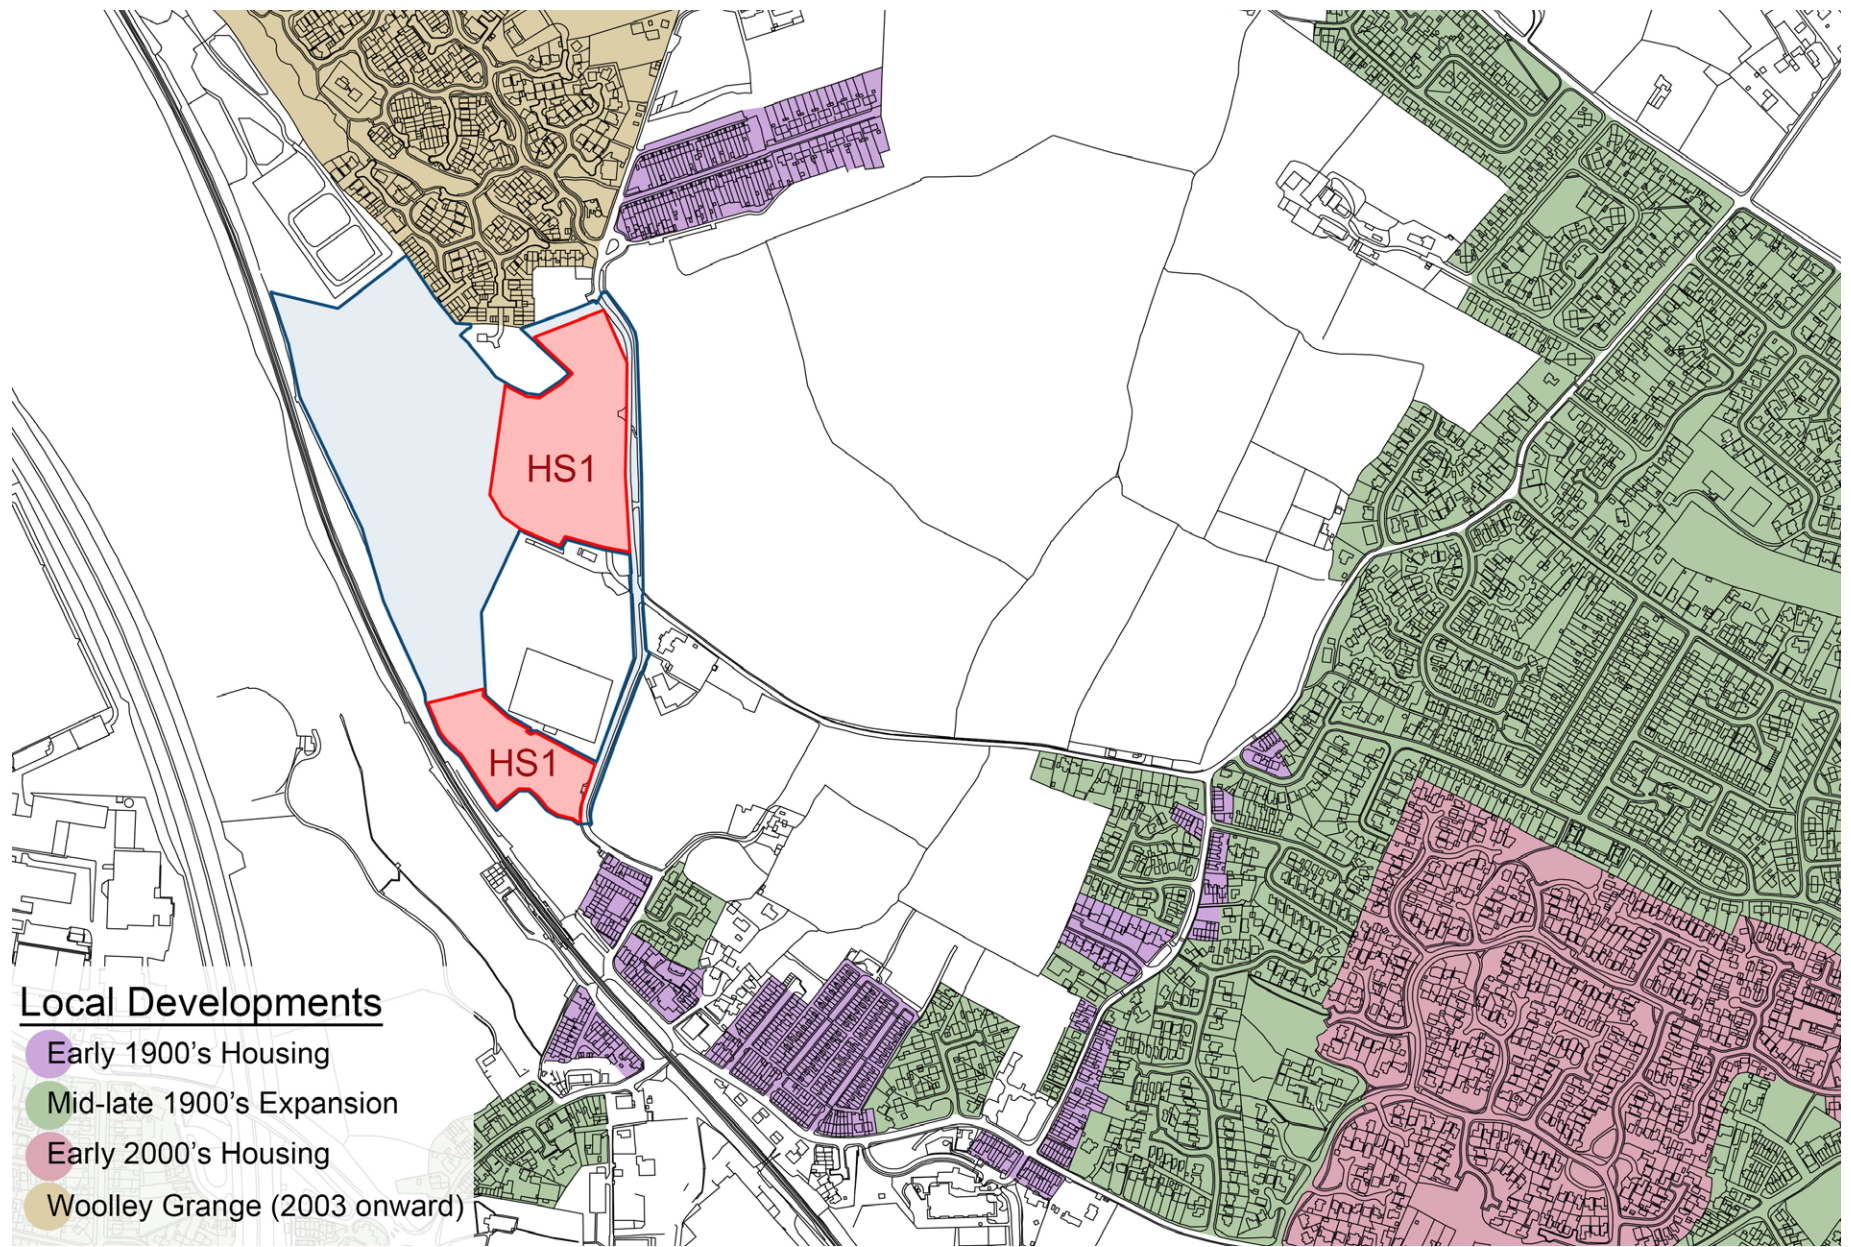 HS1
HS1
Local Developments
Early 1900's Housing
Mid-late 1900's Expansion
Early 2000's Housing
Woolley Grange (2003 onward)